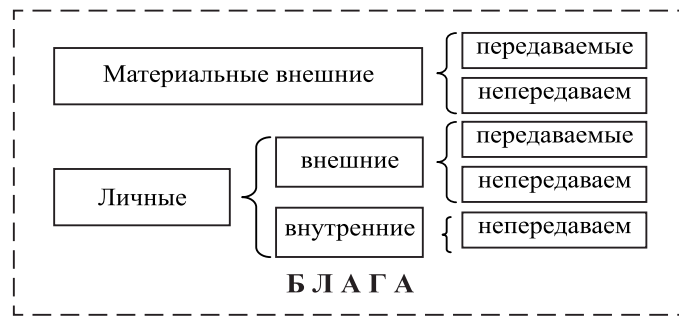 передаваемые
Материальные внешние
непередаваем
передаваемые
внешние
Личные
непередаваем
внутренние
непередаваем
БЛАГА